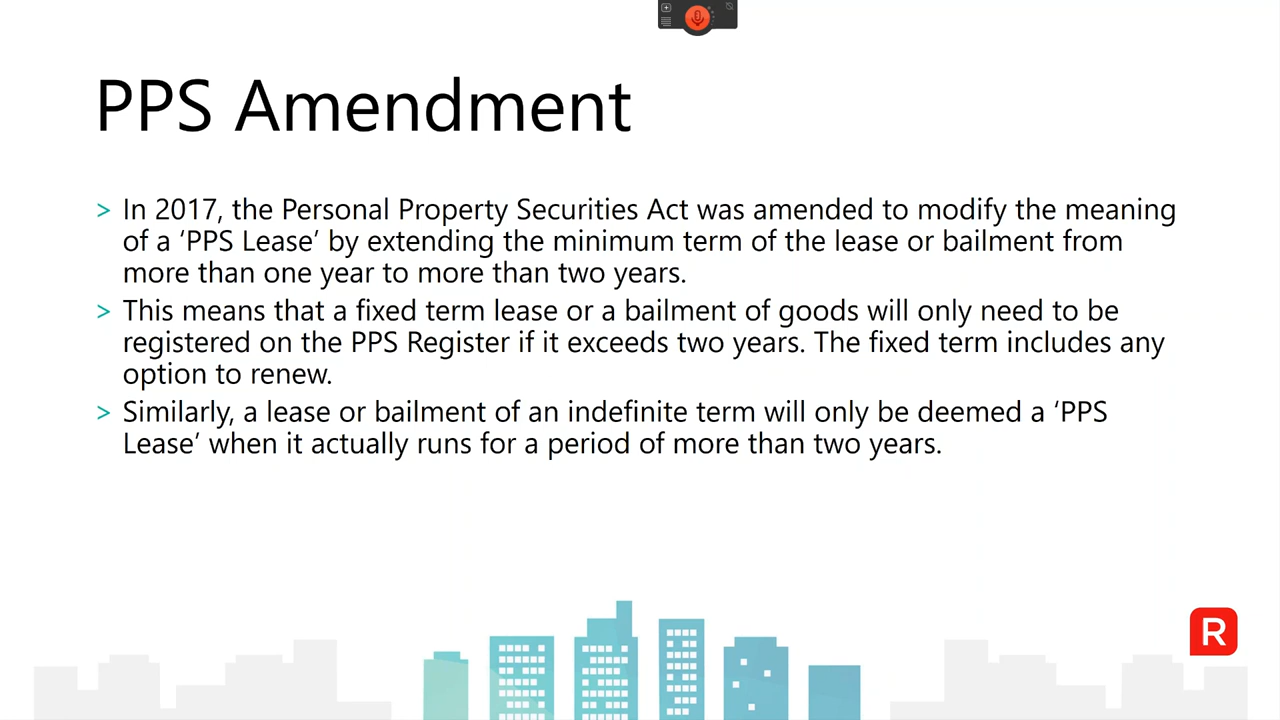 PPS Amendment
> In 2017, the Personal Property Securities Act was amended to modify the meaning
of a ‘PPS Lease’ by extending the minimum term of the lease or bailment from
more than one year to more than two years.
> This means that a fixed term lease or a bailment of goods will only need to be
registered on the PPS Register if it exceeds two years. The fixed term includes any
option to renew.
> Similarly, a lease or bailment of an indefinite term will only be deemed a ‘PPS
Lease’ when it actually runs for a period of more than two years.
R